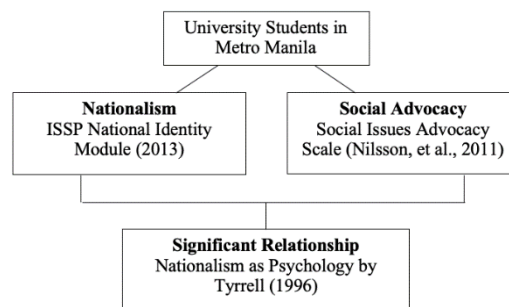 University Students in
Metro Manila
Nationalism
ISSP National Identity
Module (2013)
Social Advocacy
Social Issues Advocacy
Scale (Nilsson, et al., 2011)
Significant Relationship
Nationalism as Psychology by
Tyrrell (1996)